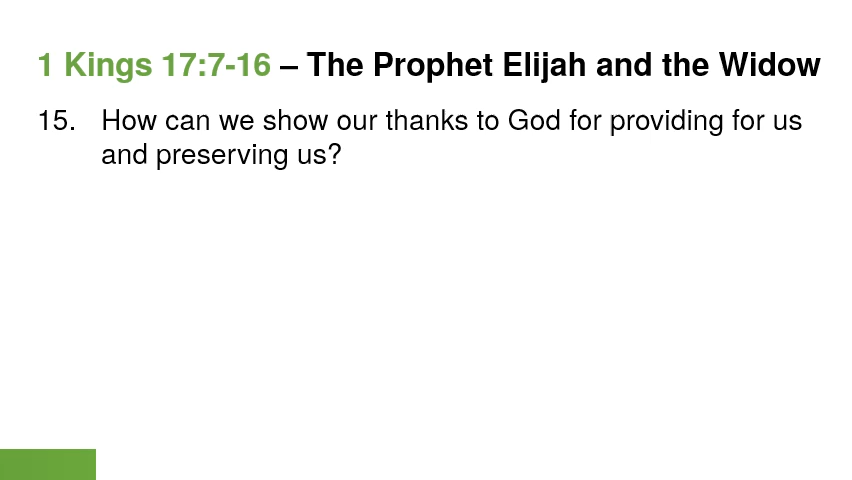 1 Kings 17:7-16 – The Prophet Elijah and the Widow
15. How can we show our thanks to God for providing for us
and preserving us?